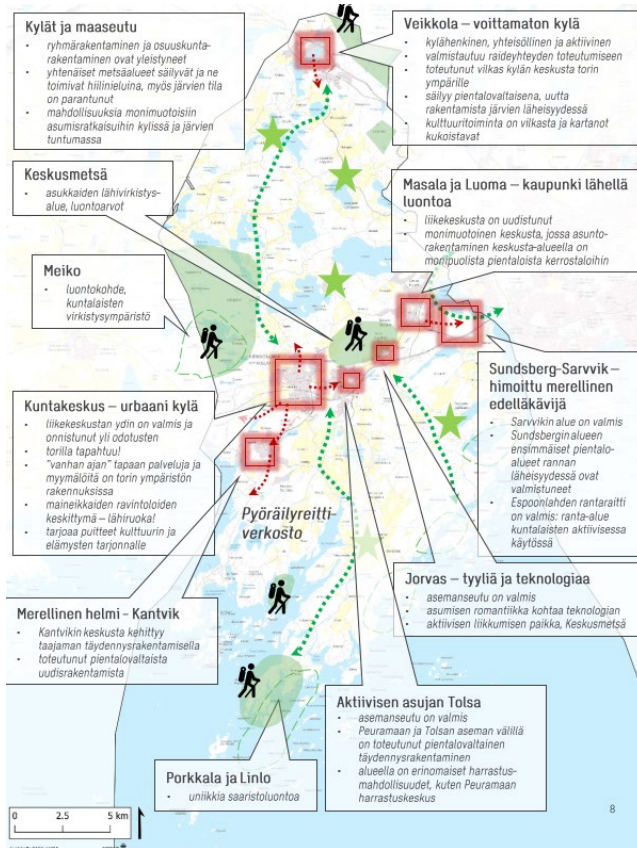 Kylät ja maaseutu
• ryhmärakentaminen ja osuuskunta-
rakentaminen ovat yleistyneet
• yhtenäiset metsäalueet säilyvät ja ne
toimivat hiilinieluina, myös järvien tila
on parantunut
• mahdollisuuksia monimuotoisiin
asumisratkaisuihin kylissä ja järvien
tuntumassa
Veikkola – voittamaton kylä
• kylähenkinen, yhteisöllinen ja aktiivinen
• valmistautuu raideyhteyden toteutumiseen
• toteutunut vilkas kylän keskusta torin
ympärille
• säilyy pientalovaltaisena, uutta
rakentamista järvien läheisyydessä
• kulttuuritoiminta on vilkasta ja kartanot
kukoistavat
Keskusmetsä
• asukkaiden lähivirkistys-
alue, luontoarvot
Masala ja Luoma – kaupunki lähellä
luontoa
• liikekeskusta on uudistunut
• monimuotoinen keskusta, jossa asunto-
rakentaminen keskusta-alueella on
monipuolista pientaloista kerrostaloihin
Meiko
• luontokohde,
kuntalaisten
virkistysympäristö
Sundsberg-Sarvvik –
himoittu merellinen
edelläkävijä
• Sarvvikin alue on valmis
• Sundsbergin alueen
ensimmäiset pientalo-
alueet rannan
läheisyydessä ovat
valmistuneet
• Espoonlahden rantaraitti
on valmis: ranta-alue
kuntalaisten aktiivisessa
käytössä
Kuntakeskus – urbaani kylä
• liikekeskustan ydin on valmis ja
onnistunut yli odotusten
• torilla tapahtuu!
• "vanhan ajan" tapaan palveluja ja
myymälöitä on torin ympäristön
rakennuksissa
• maineikkaiden ravintoloiden
keskittymä – lähiruoka!
• tarjoaa puitteet kulttuurin ja
elämysten tarjonnalle
Pyöräilyreitti-
verkosto
Jorvas – tyyliä ja teknologiaa
• asemanseutu on valmis
• asumisen romantiikka kohtaa teknologian
• aktiivisen liikkumisen paikka, Keskusmetsä
Merellinen helmi - Kantvik
• Kantvikin keskusta kehittyy
taajaman täydennysrakentamisella
• toteutunut pientalovaltaista
uudisrakentamista
Aktiivisen asujan Tolsa
• asemanseutu on valmis
• Peuramaan ja Tolsan aseman välillä
on toteutunut pientalovaltainen
täydennysrakentaminen
• alueella on erinomaiset harrastus-
mahdollisuudet, kuten Peuramaan
harrastuskeskus
Porkkala ja Linlo
• uniikkia saaristoluontoa
0 2.5 5 km
8